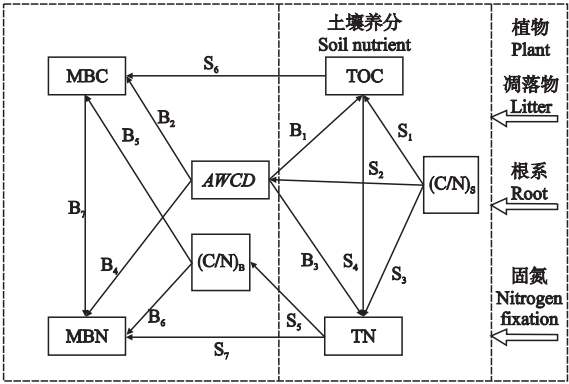 土壤养分
Soil nutrient
植物
Plant
MBC
S6
TOC
凋落物
Litter
B2
B5
B1
S1
S2
AWCD
(C/N)S
根系
Root
B7
B4
(C/N)B
B3
S4
S3
固氮
Nitrogen
fixation
B6
S5
MBN
S7
TN